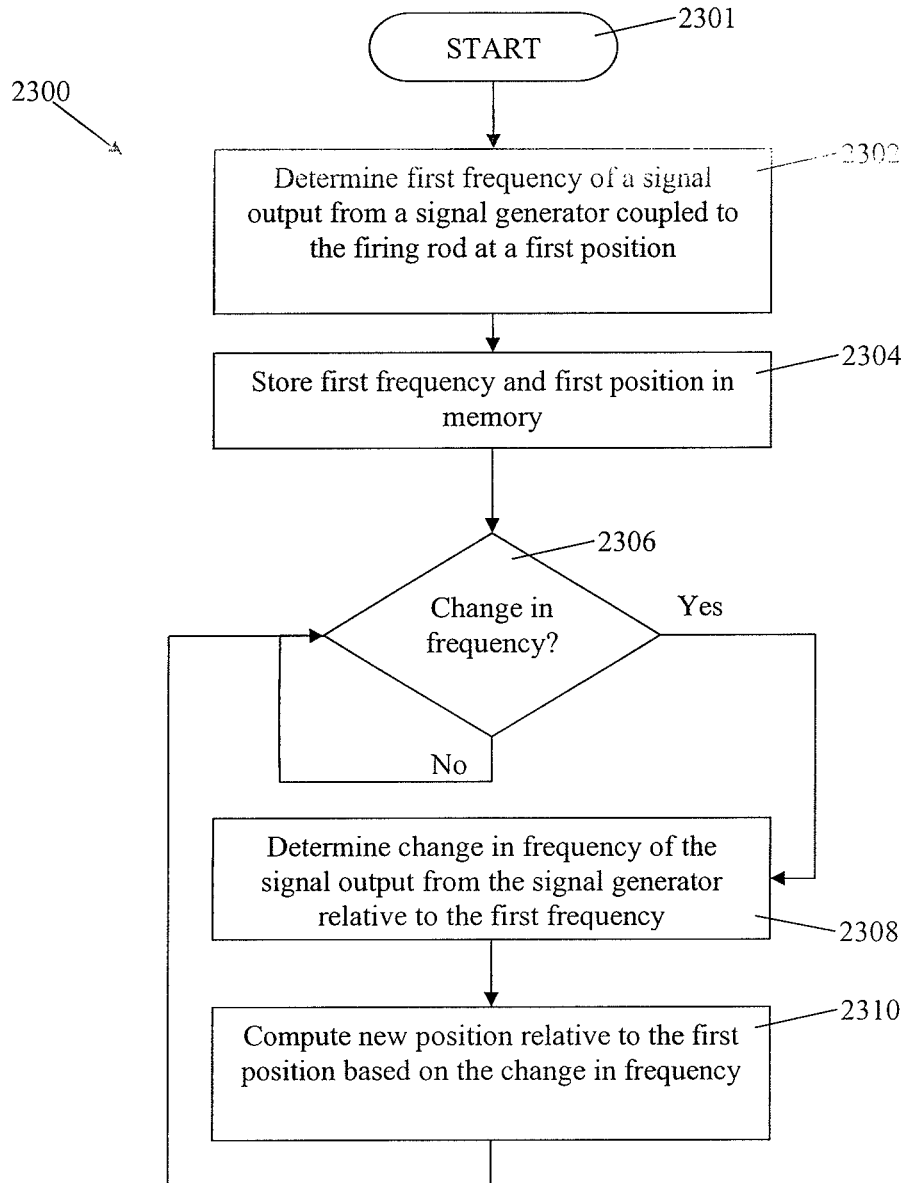 START
2301
2300
2302
Determine first frequency of a signal
output from a signal generator coupled to
the firing rod at a first position
2304
Store first frequency and first position in
memory
2306
Change in
frequency?
Yes
No
Determine change in frequency of the
signal output from the signal generator
relative to the first frequency
2308
2310
Compute new position relative to the first
position based on the change in frequency